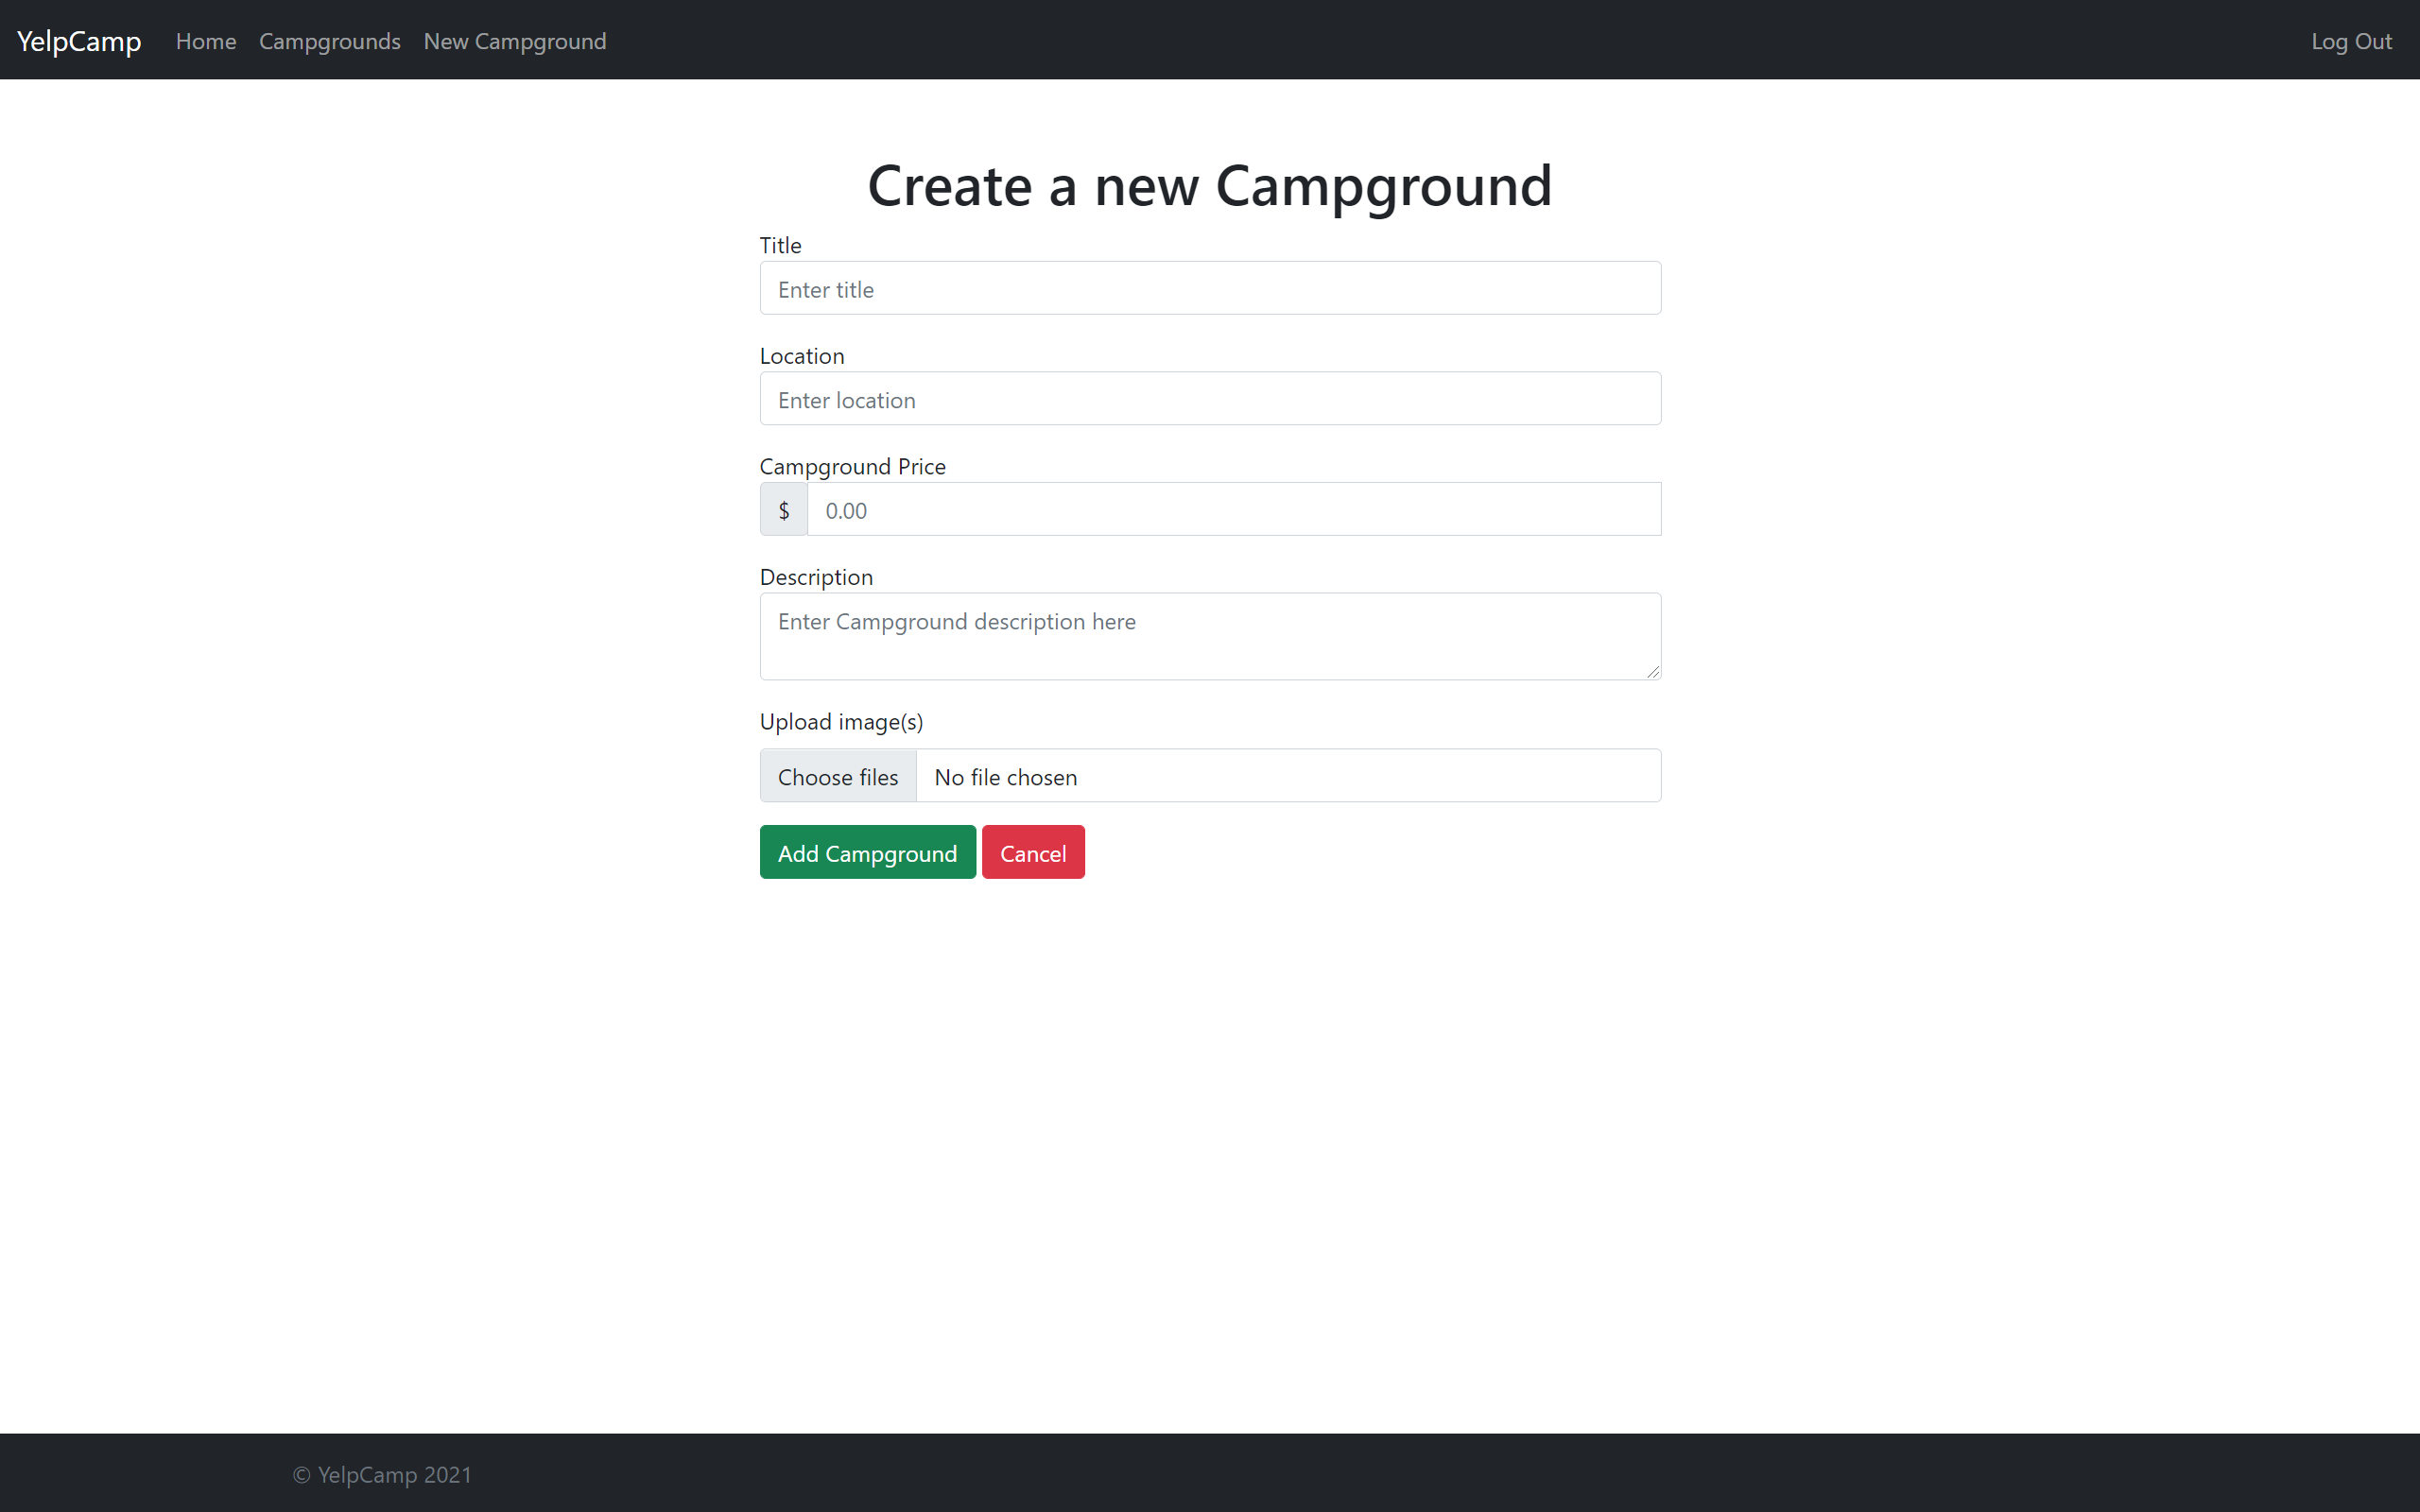 YelpCamp Home Campgrounds New Campground Log Out
Create a new Campground
Title
Enter title
Location
Enter location
Campground Price
$ 0.00
Description
Enter Campground description here
Upload image(s)
Choose files No file chosen
Add Campground Cancel
© YelpCamp 2021